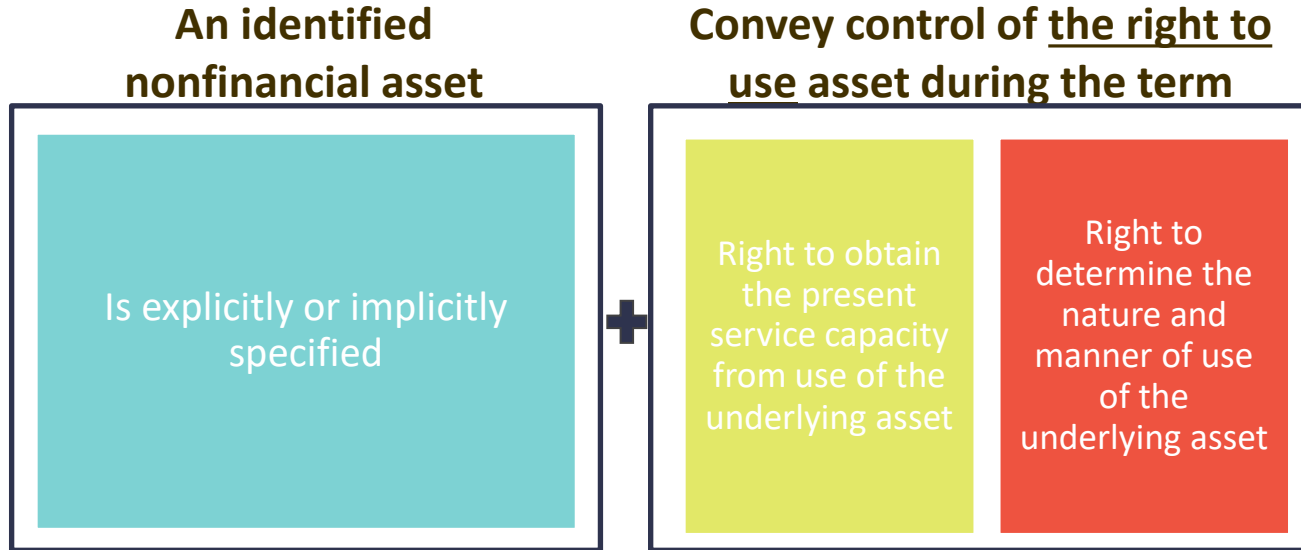 An identified
nonfinancial asset
Convey control of the right to
use asset during the term
Is explicitly or implicitly
specified
Right to obtain
the present
service capacity
from use of the
underlying asset
Right to
determine the
nature and
manner of use
of the
underlying asset